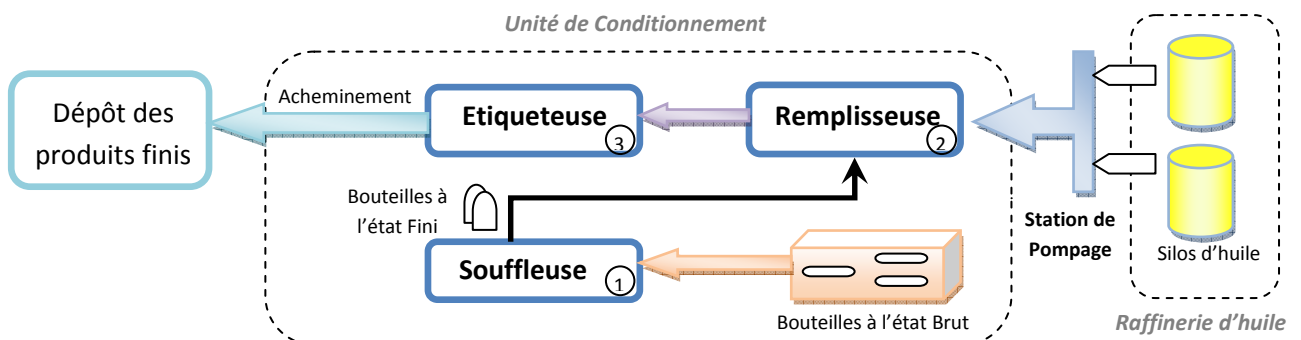 Unité de Conditionnement
Dépôt des
produits finis
Acheminement
Etiqueteuse
3
Remplisseuse
2
Bouteilles à
l’état Fini
Souffleuse
1
Bouteilles à l’état Brut
Station de
Pompage
Silos d’huile
Raffinerie d’huile